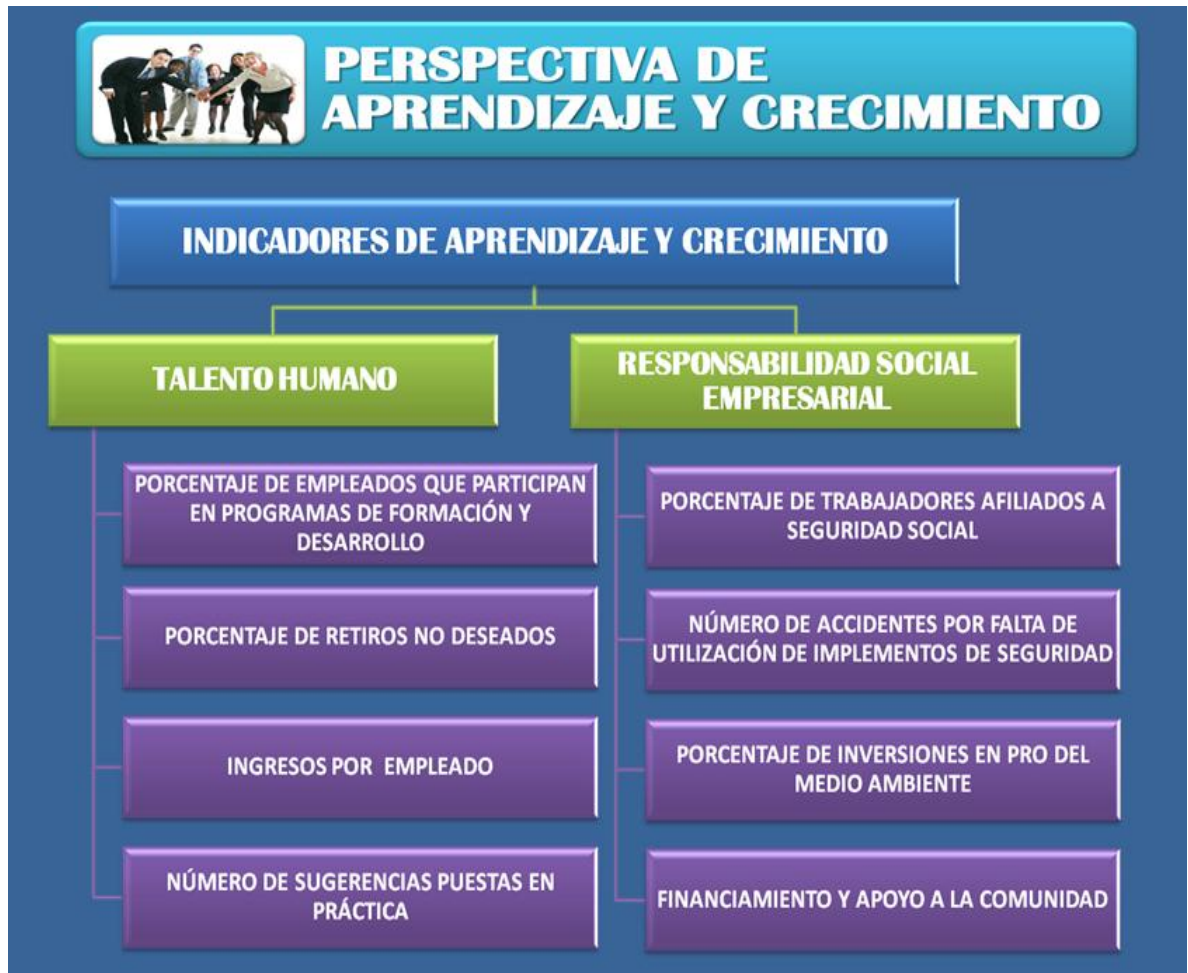 PERSPECTIVA DE
APRENDIZAJE Y CRECIMIENTO
INDICADORES DE APRENDIZAJE Y CRECIMIENTO
TALENTO HUMANO
PORCENTAJE DE EMPLEADOS QUE PARTICIPAN
EN PROGRAMAS DE FORMACIÓN Y
DESARROLLO
PORCENTAJE DE RETIROS NO DESEADOS
INGRESOS POR EMPLEADO
NÚMERO DE SUGERENCIAS PUESTAS EN
PRÁCTICA
RESPONSABILIDAD SOCIAL
EMPRESARIAL
PORCENTAJE DE TRABAJADORES AFILIADOS A
SEGURIDAD SOCIAL
NÚMERO DE ACCIDENTES POR FALTA DE
UTILIZACIÓN DE IMPLEMENTOS DE SEGURIDAD
PORCENTAJE DE INVERSIONES EN PRO DEL
MEDIO AMBIENTE
FINANCIAMIENTO Y APOYO A LA COMUNIDAD